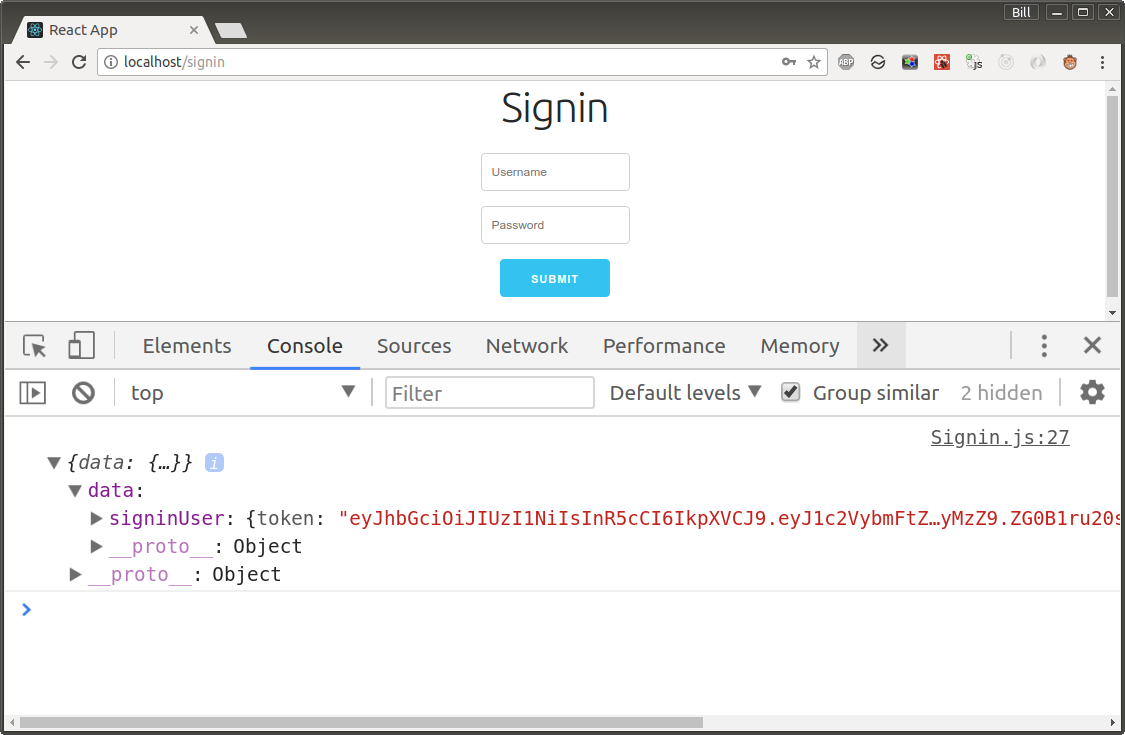 Bill
React App
localhost/signin
ABP
js
Signin
Username
Password
SUBMIT
Elements Console Sources Network Performance Memory »
top Filter Default levels Group similar 2 hidden
Signin.js:27
{data: {…}} i
data:
signinUser: {token: "eyJhbGciOiJIUzI1NiIsInR5cCI6IkpXVCJ9.eyJ1c2VybmFtZ…yMzZ9.ZG0B1ru20s
__proto__: Object
__proto__: Object